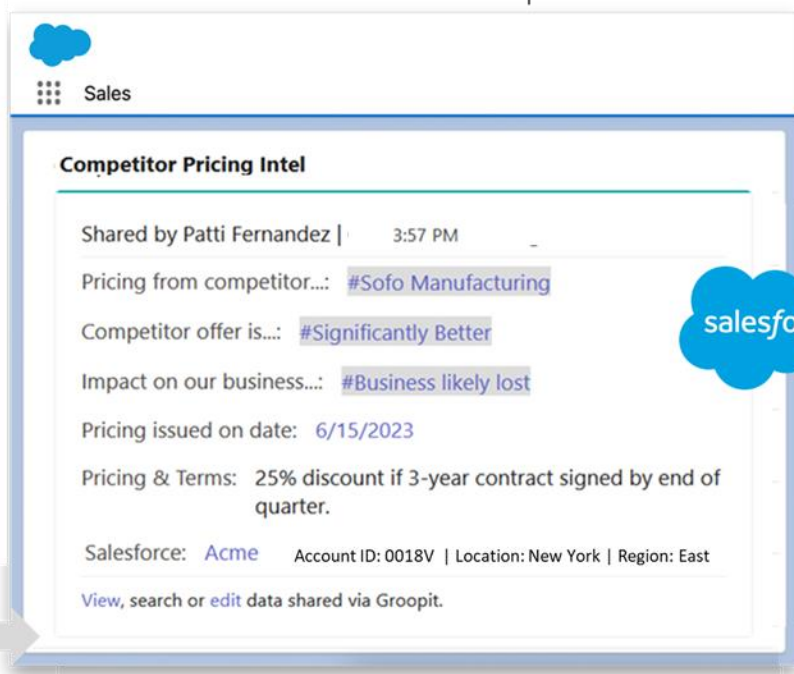 Sales
Competitor Pricing Intel
Shared by Patti Fernandez | 3:57 PM
Pricing from competitor...: #Sofo Manufacturing
Competitor offer is...: #Significantly Better
salesfo
Impact on our business...: #Business likely lost
Pricing issued on date: 6/15/2023
Pricing & Terms: 25% discount if 3-year contract signed by end of
quarter.
Salesforce: Acme Account ID: 0018V | Location: New York | Region: East
View, search or edit data shared via Groopit.